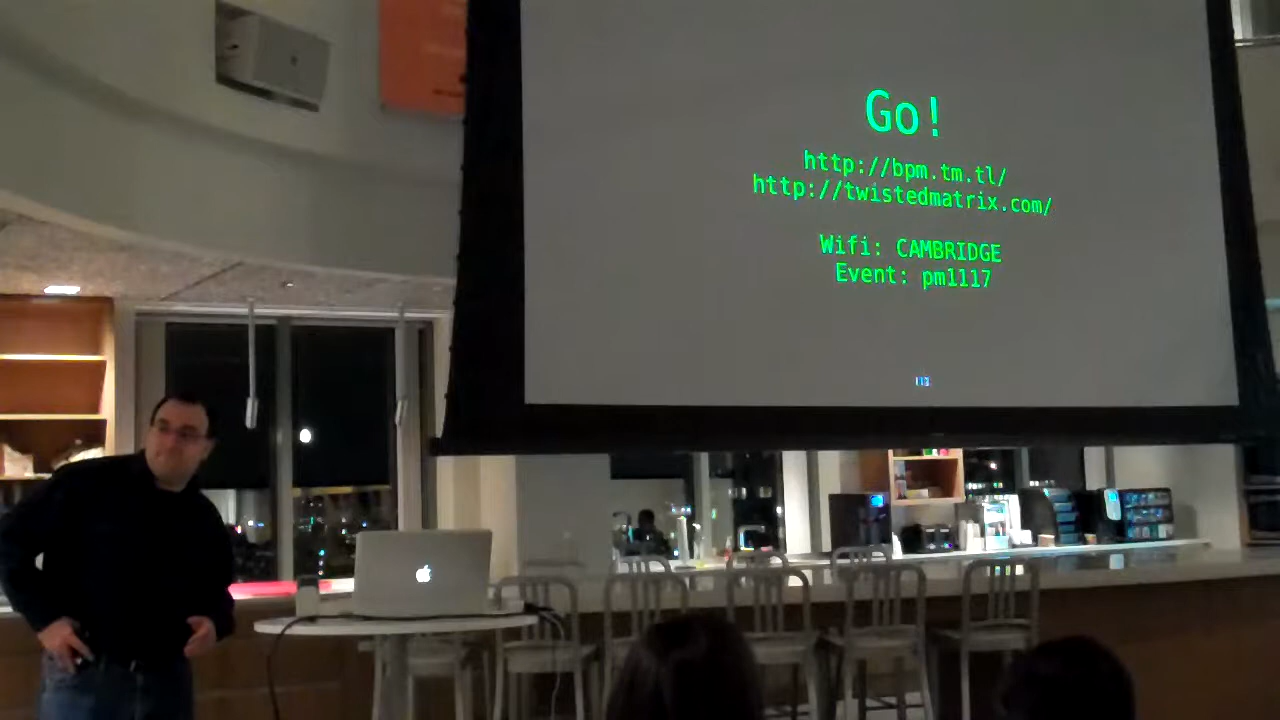 Go!
http://bpm.tm.tl/
http://twistedmatrix.com/
Wifi: CAMBRIDGE
Event: pm1117